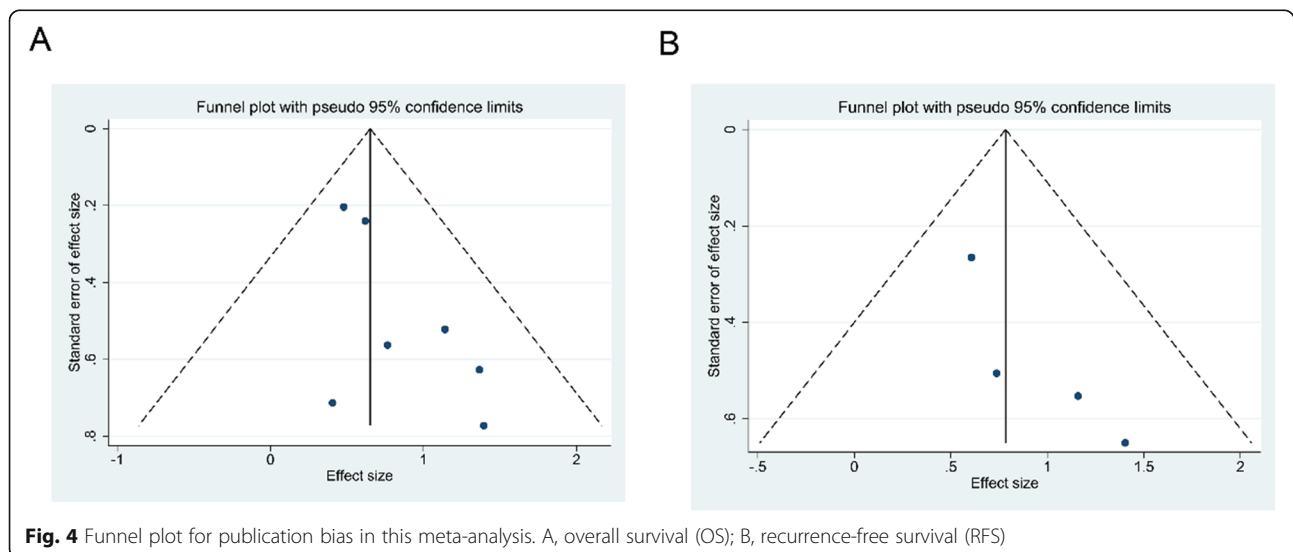 A
Funnel plot with pseudo 95% confidence limits
Standard error of effect size
0
.2
.4
.6
.8
-1
0
1
2
Effect size
B
Funnel plot with pseudo 95% confidence limits
Standard error of effect size
0
.2
.4
.6
-.5
0
.5
1
1.5
2
Effect size
Fig. 4 Funnel plot for publication bias in this meta-analysis. A, overall survival (OS); B, recurrence-free survival (RFS)